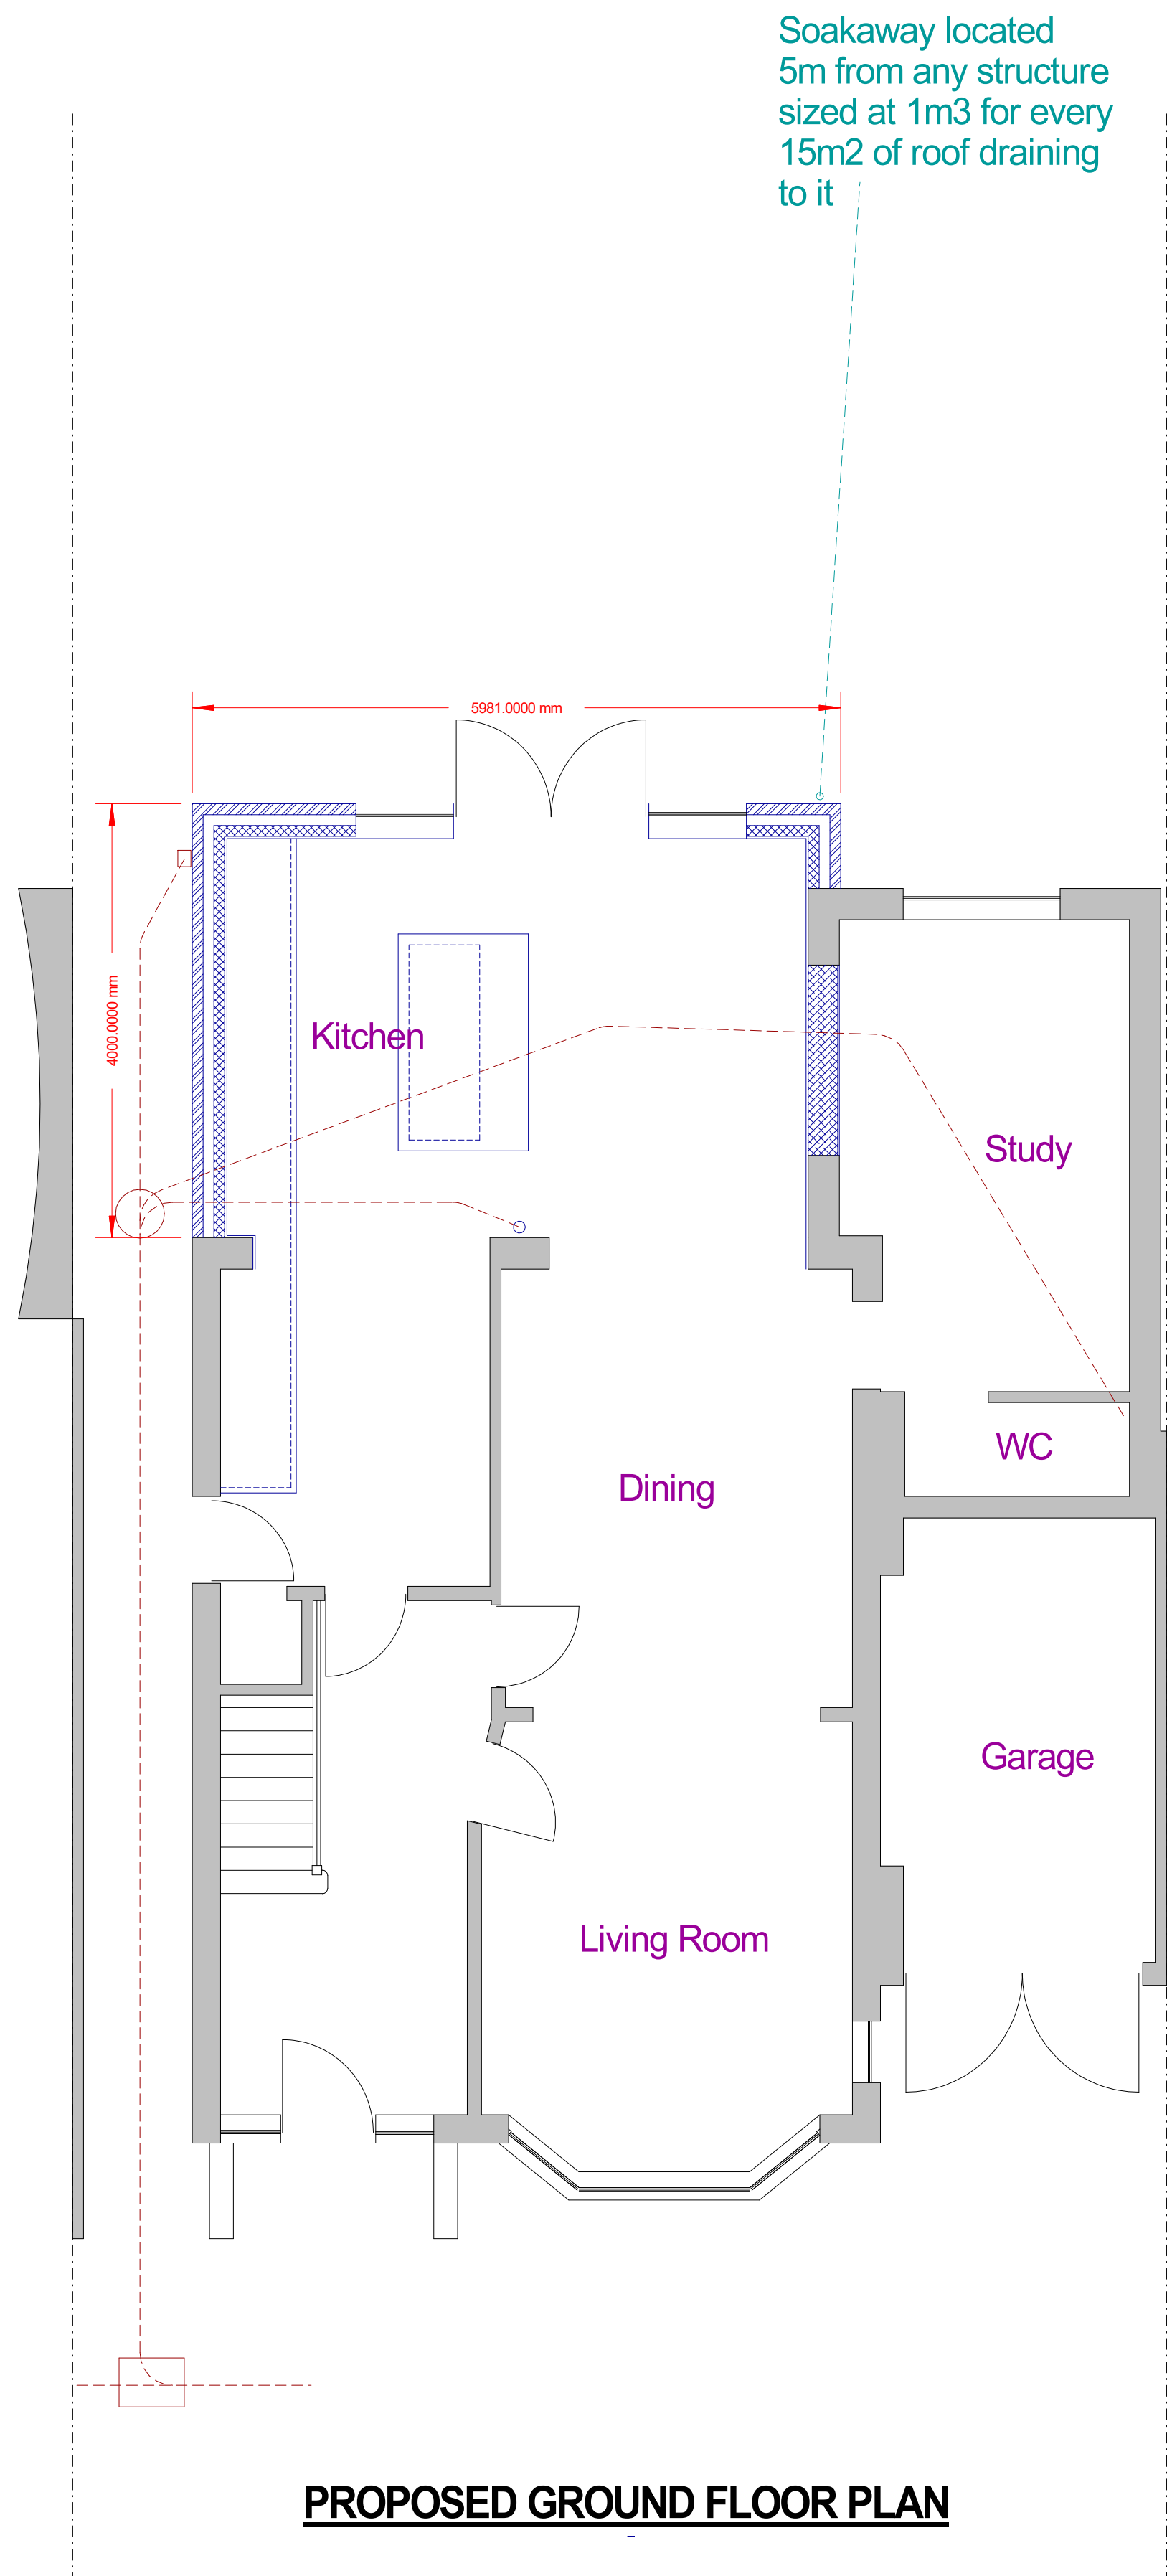 Soakaway located
5m from any structure
sized at 1m3 for every
15m2 of roof draining
to it
5981.0000 mm
4000.0000 mm
Kitchen
Study
WC
Dining
Garage
Living Room
PROPOSED GROUND FLOOR PLAN